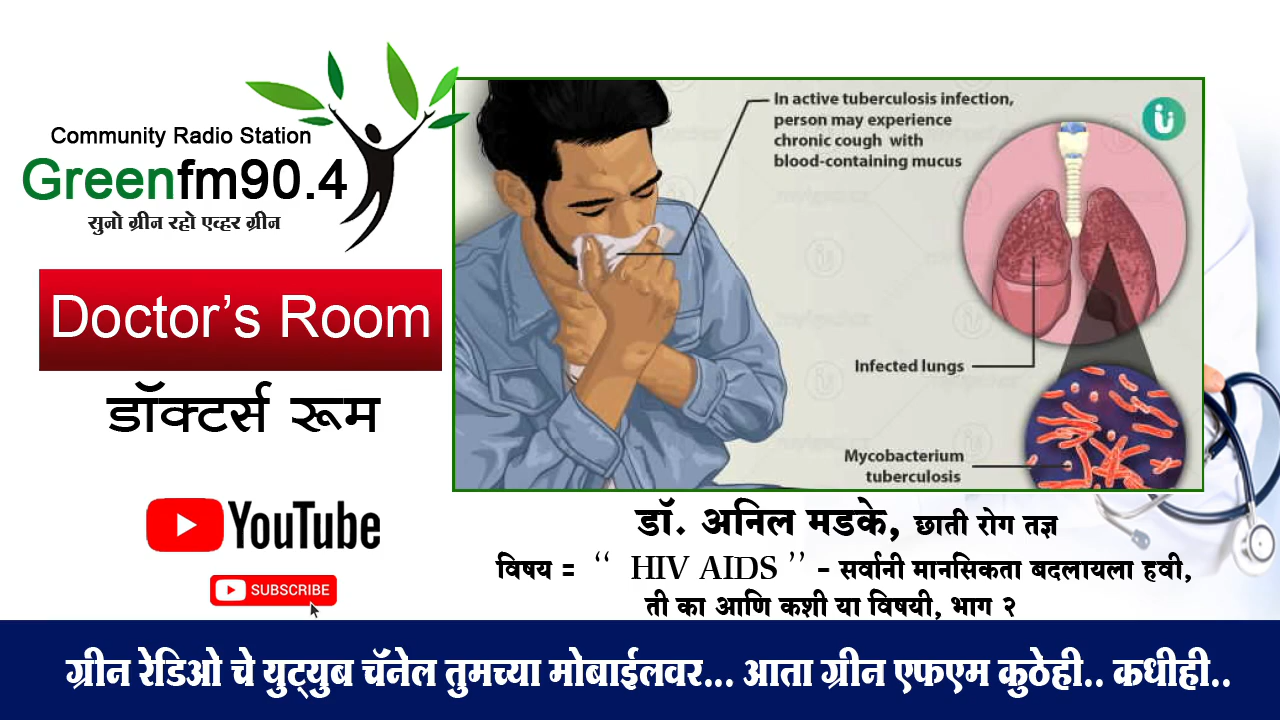 Community Radio Station
Greenfm90.4
सुनो ग्रीन रहो एव्हर ग्रीन
Doctor's Room
डॉक्टर्स रूम
YouTube
SUBSCRIBE
In active tuberculosis infection,
person may experience
chronic cough with
blood-containing mucus
Infected lungs
Mycobacterium
tuberculosis
डॉ. अनिल मडके, छाती रोग तज्ञ
विषय = “ HIV AIDS ” - सर्वानी मानसिकता बदलायला हवी,
ती का आणि कशी या विषयी, भाग २
ग्रीन रेडिओ चे युट्युब चॅनेल तुमच्या मोबाईलवर... आता ग्रीन एफएम कुठेही.. कधीही..